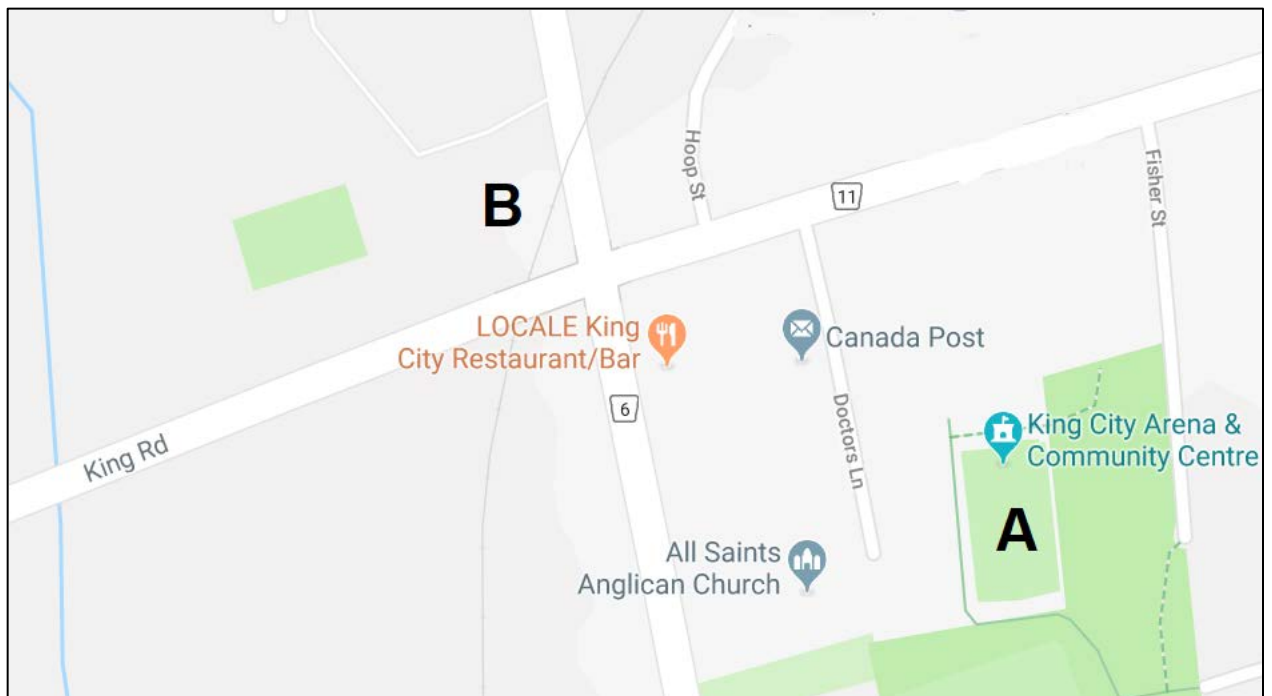 Hoop St
Fisher St
11
B
LOCALE King
City Restaurant/Bar
Canada Post
6
Doctors Ln
King City Arena &
Community Centre
King Rd
A
All Saints
Anglican Church